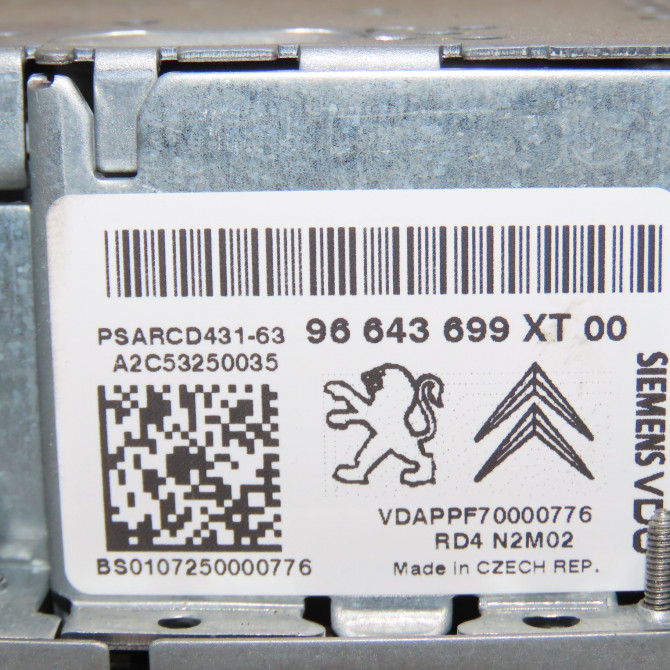 PSARCD431-63 96 643 699 XT 00
A2C53250035
SIEMENS VDO
VDAPPF70000776
RD4 N2M02
BS0107250000776 Made in CZECH REP.